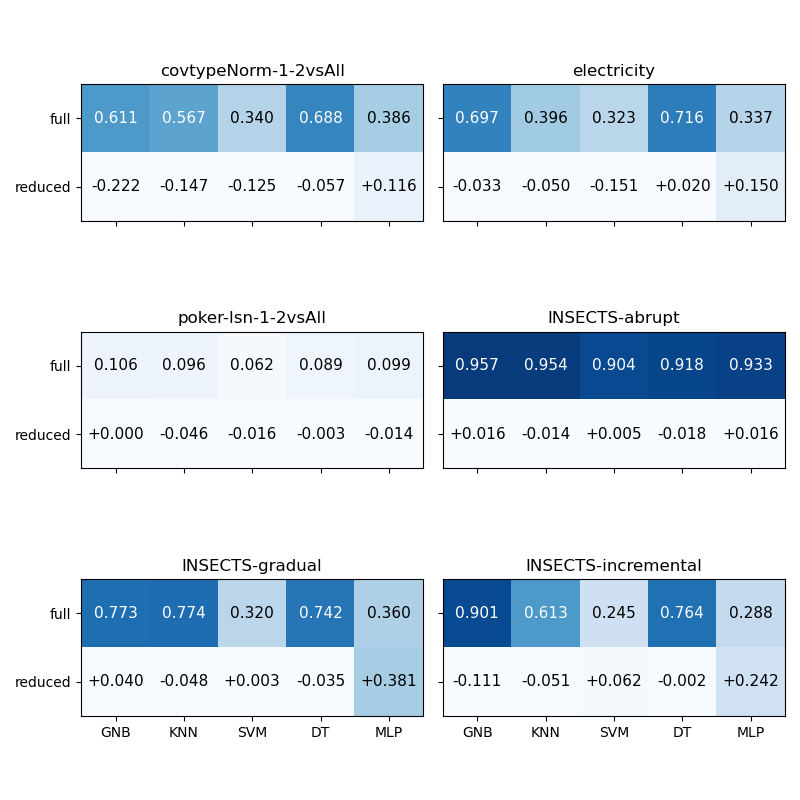 covtypeNorm-1-2vsAll
full 0.611 0.567 0.340 0.688 0.386
reduced -0.222 -0.147 -0.125 -0.057 +0.116
electricity
0.697 0.396 0.323 0.716 0.337
-0.033 -0.050 -0.151 +0.020 +0.150
poker-lsn-1-2vsAll
full 0.106 0.096 0.062 0.089 0.099
reduced +0.000 -0.046 -0.016 -0.003 -0.014
INSECTS-abrupt
0.957 0.954 0.904 0.918 0.933
+0.016 -0.014 +0.005 -0.018 +0.016
INSECTS-gradual
full 0.773 0.774 0.320 0.742 0.360
reduced +0.040 -0.048 +0.003 -0.035 +0.381
GNB KNN SVM DT MLP
INSECTS-incremental
0.901 0.613 0.245 0.764 0.288
-0.111 -0.051 +0.062 -0.002 +0.242
GNB KNN SVM DT MLP